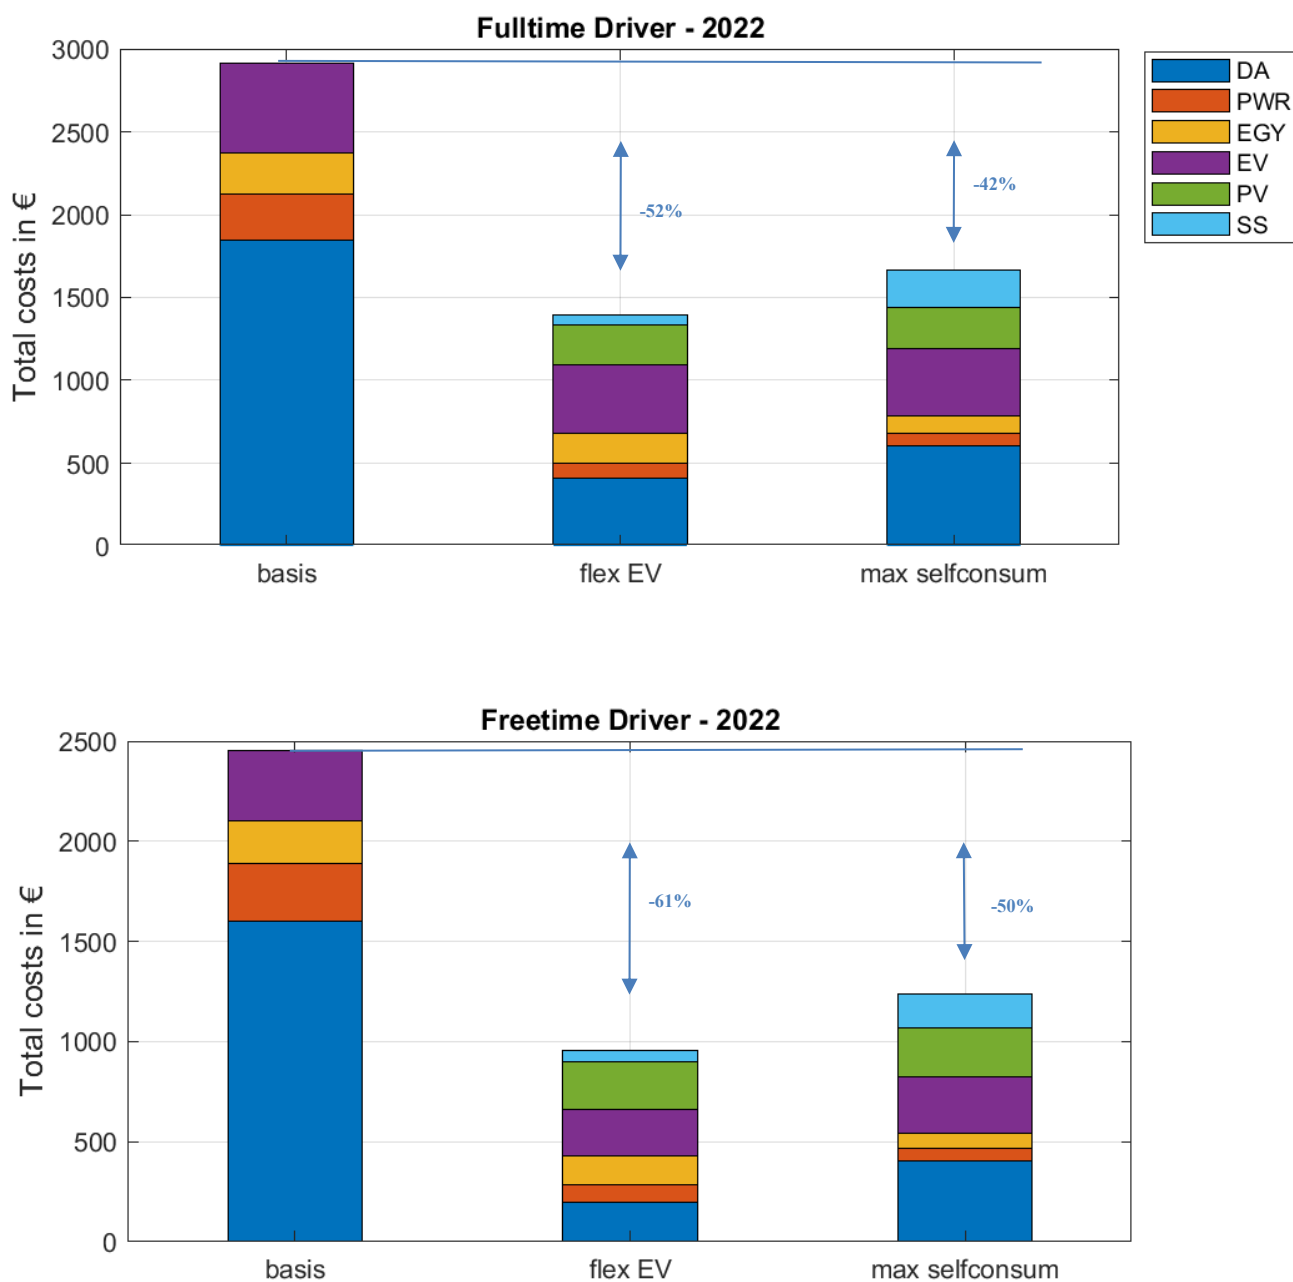 Fulltime Driver - 2022
3000
2500
2000
1500
1000
500
0
Total costs in €
-52%
-42%
basis
flex EV
max selfconsum
DA
PWR
EGY
EV
PV
SS
Freetime Driver - 2022
2500
2000
1500
1000
500
0
Total costs in €
-61%
-50%
basis
flex EV
max selfconsum